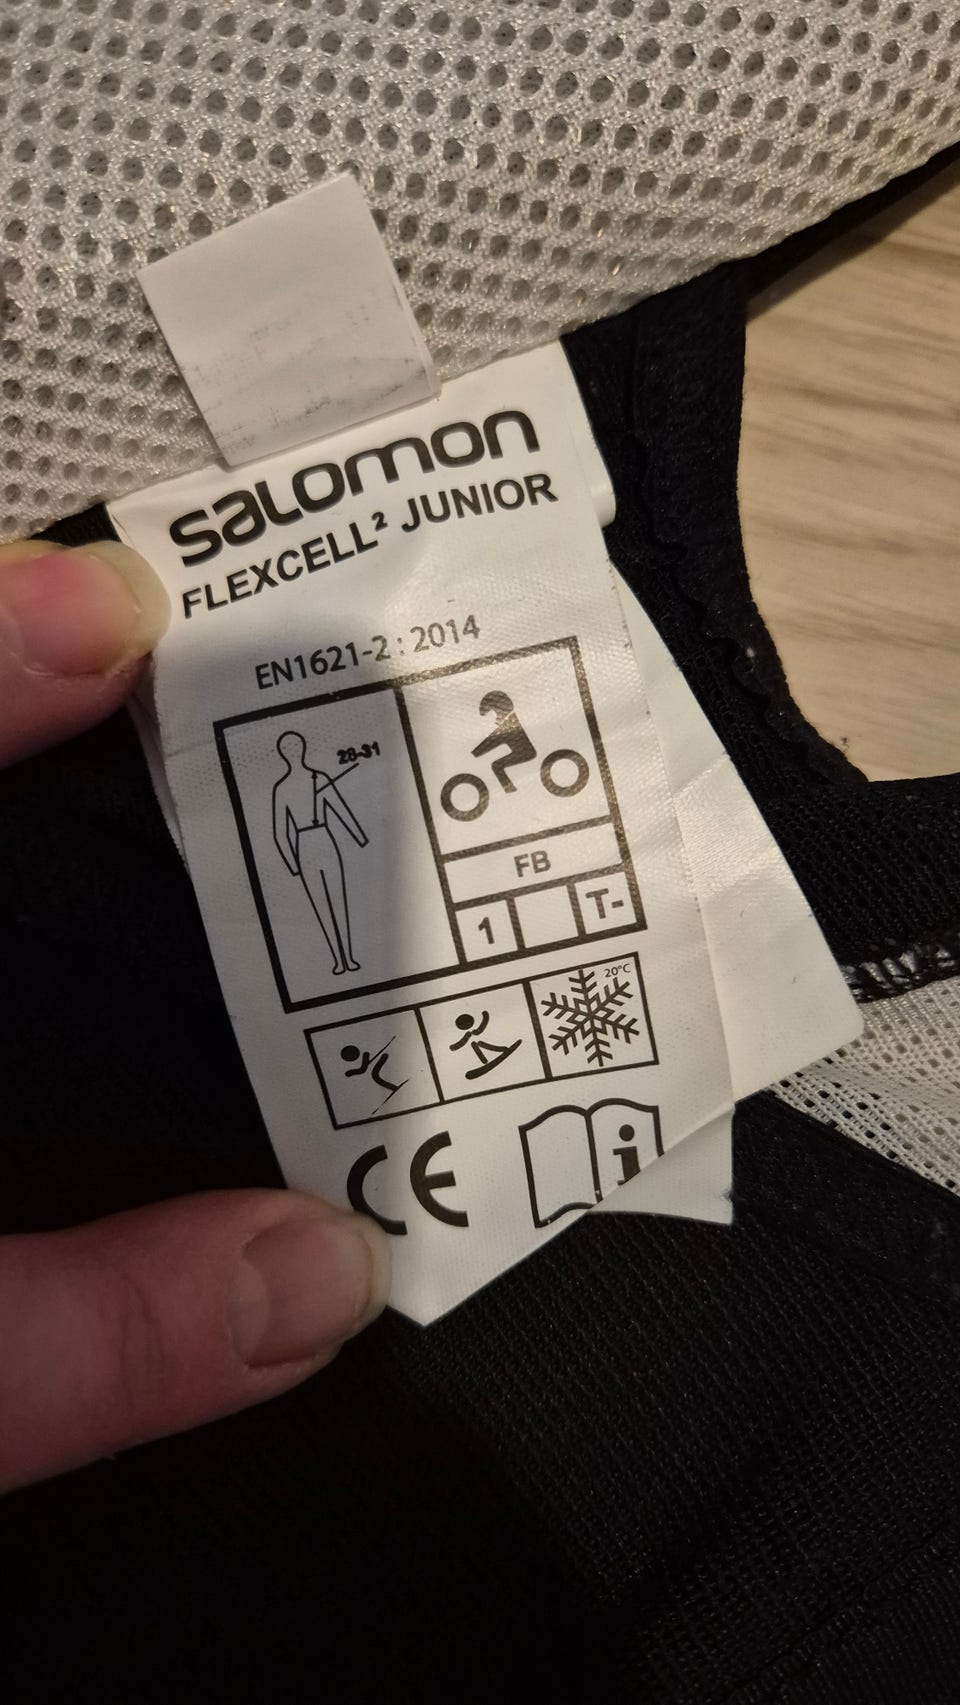 salomon
FLEXCELL² JUNIOR
EN1621-2 : 2014
28-31
FB
1 T-
20°C
CE
i